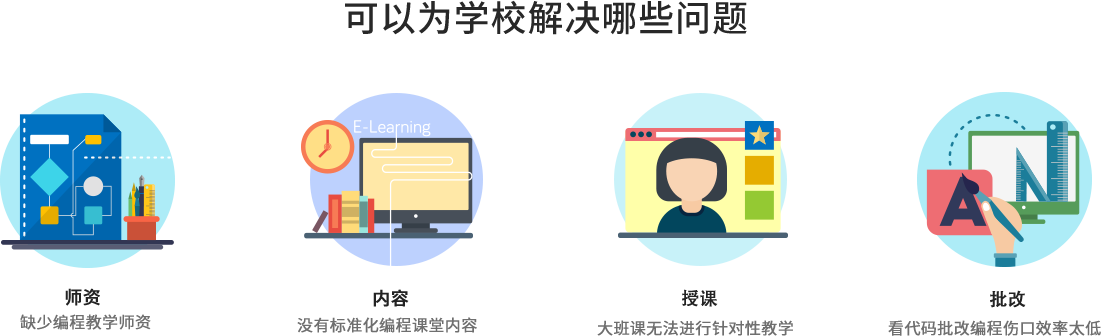 可以为学校解决哪些问题
E-Learning
师资
内容
授课
批改
缺少编程教学师资
没有标准化编程课堂内容
大班课无法进行针对性教学
看代码批改编程伤口效率太低